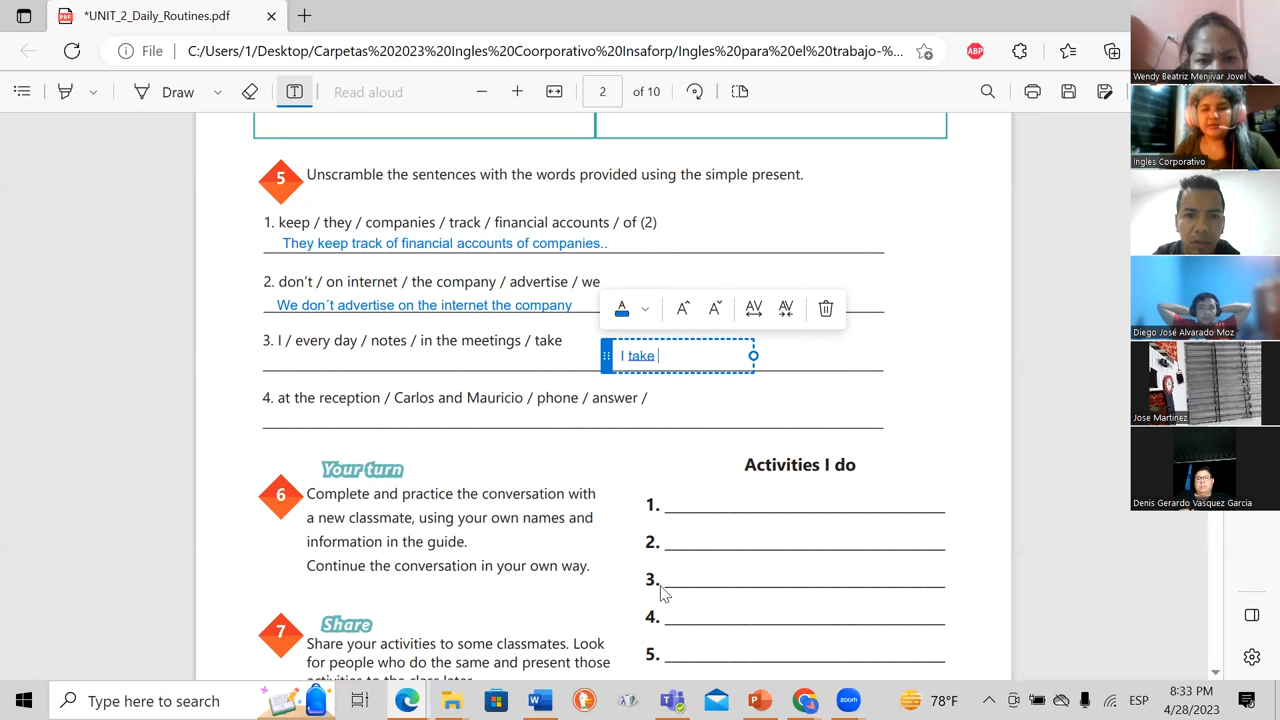 *UNIT_2_Daily_Routines.pdf
File
C:/Users/1/Desktop/Carpetas%202023%20Ingles%20Coorporativo%20Insaforp/Ingles%20para%20el%20trabajo-%...
ABP
Draw
Read aloud
2
of 10
5
Unscramble the sentences with the words provided using the simple present.
1. keep / they / companies / track / financial accounts / of (2)
They keep track of financial accounts of companies..
2. don't / on internet / the company / advertise / we
We don´t advertise on the internet the company
3. I / every day / notes / in the meetings / take
I take
4. at the reception / Carlos and Mauricio / phone / answer /
Your turn
6
Complete and practice the conversation with
a new classmate, using your own names and
information in the guide.
Continue the conversation in your own way.
Activities I do
1.
2.
3.
4.
5.
7
Share
Share your activities to some classmates. Look
for people who do the same and present those
activities to the class later.
Wendy Beatriz Menjivar Jovel
Ingles Corporativo
Diego José Alvarado Moz
Jose Martinez
Denis Gerardo Vasquez Garcia
Type here to search
zoom
78°F
ESP
8:33 PM
4/28/2023